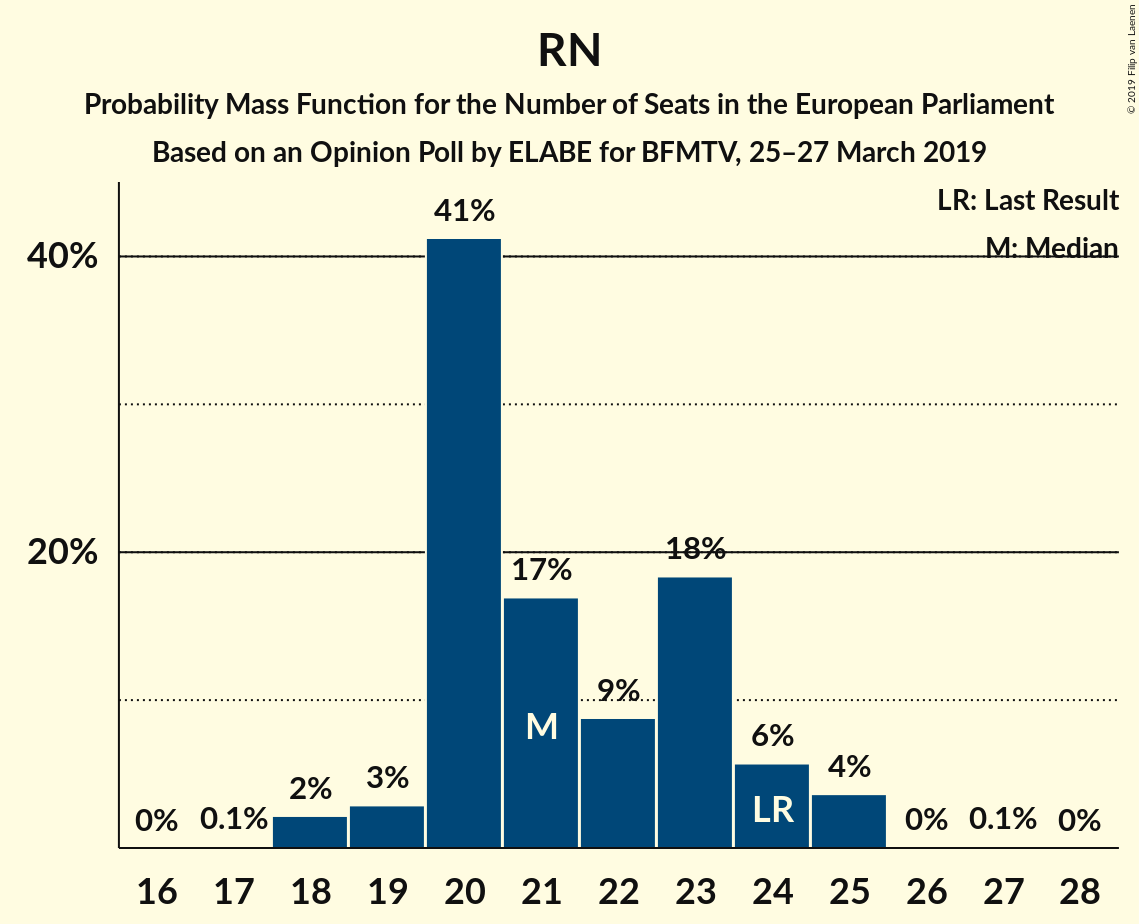 RN
Probability Mass Function for the Number of Seats in the European Parliament
Based on an Opinion Poll by ELABE for BFMTV, 25–27 March 2019
© 2019 Filip van Laenen
LR: Last Result
M: Median
40%
20%
0%
0.1%
2%
3%
41%
17%
9%
18%
6%
4%
0%
0.1%
0%
M
LR
16 17 18 19 20 21 22 23 24 25 26 27 28